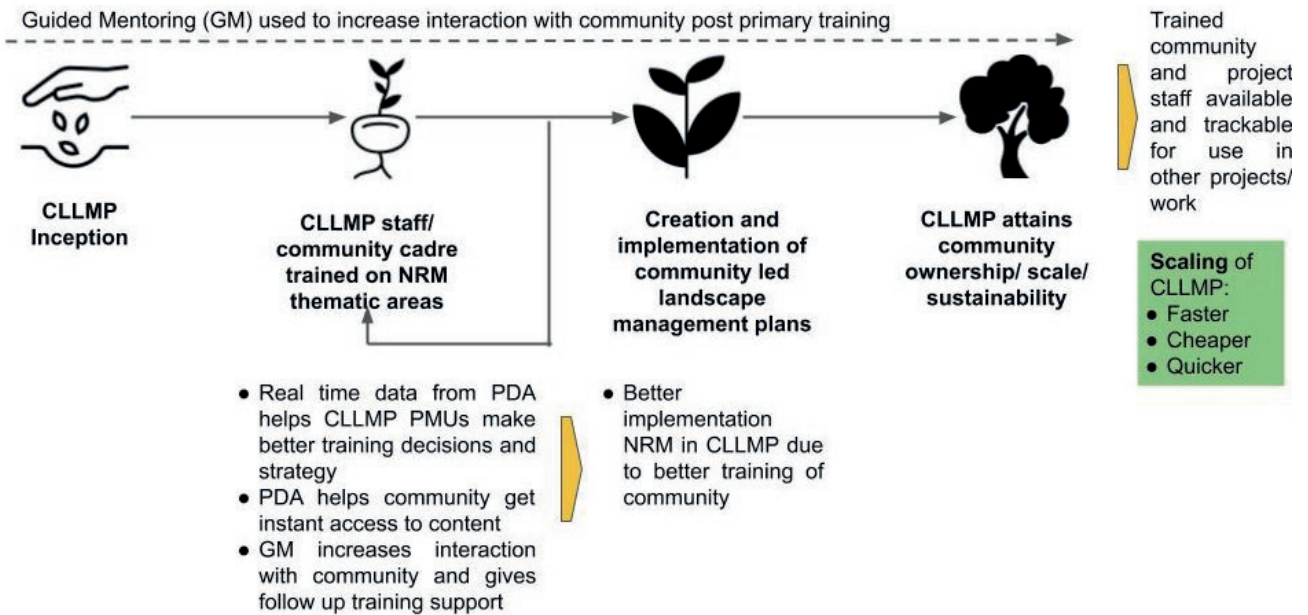 Guided Mentoring (GM) used to increase interaction with community post primary training
CLLMP
Inception
CLLMP staff/
community cadre
trained on NRM
thematic areas
Creation and
implementation of
community led
landscape
management plans
CLLMP attains
community
ownership/ scale/
sustainability
Trained
community
and project
staff available
and trackable
for use in
other projects/
work
Scaling of
CLLMP:
● Faster
● Cheaper
● Quicker
● Real time data from PDA
helps CLLMP PMUs make
better training decisions and
strategy
● PDA helps community get
instant access to content
● GM increases interaction
with community and gives
follow up training support
● Better
implementation
NRM in CLLMP due
to better training of
community